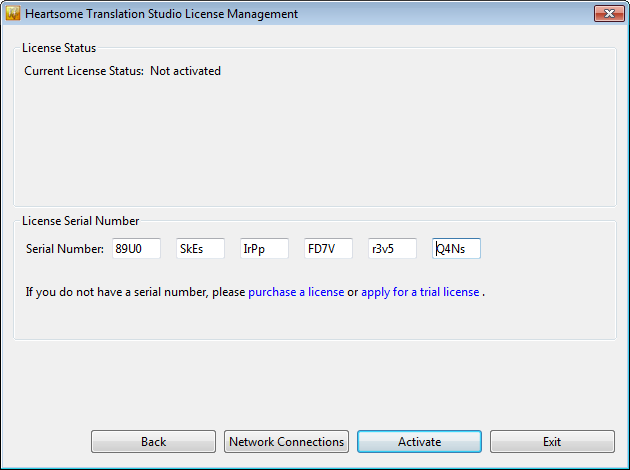 Heartsome Translation Studio License Management
License Status
Current License Status: Not activated
License Serial Number
Serial Number: 89U0 SkEs IrPp FD7V r3v5 Q4Ns
If you do not have a serial number, please purchase a license or apply for a trial license .
Back Network Connections Activate Exit